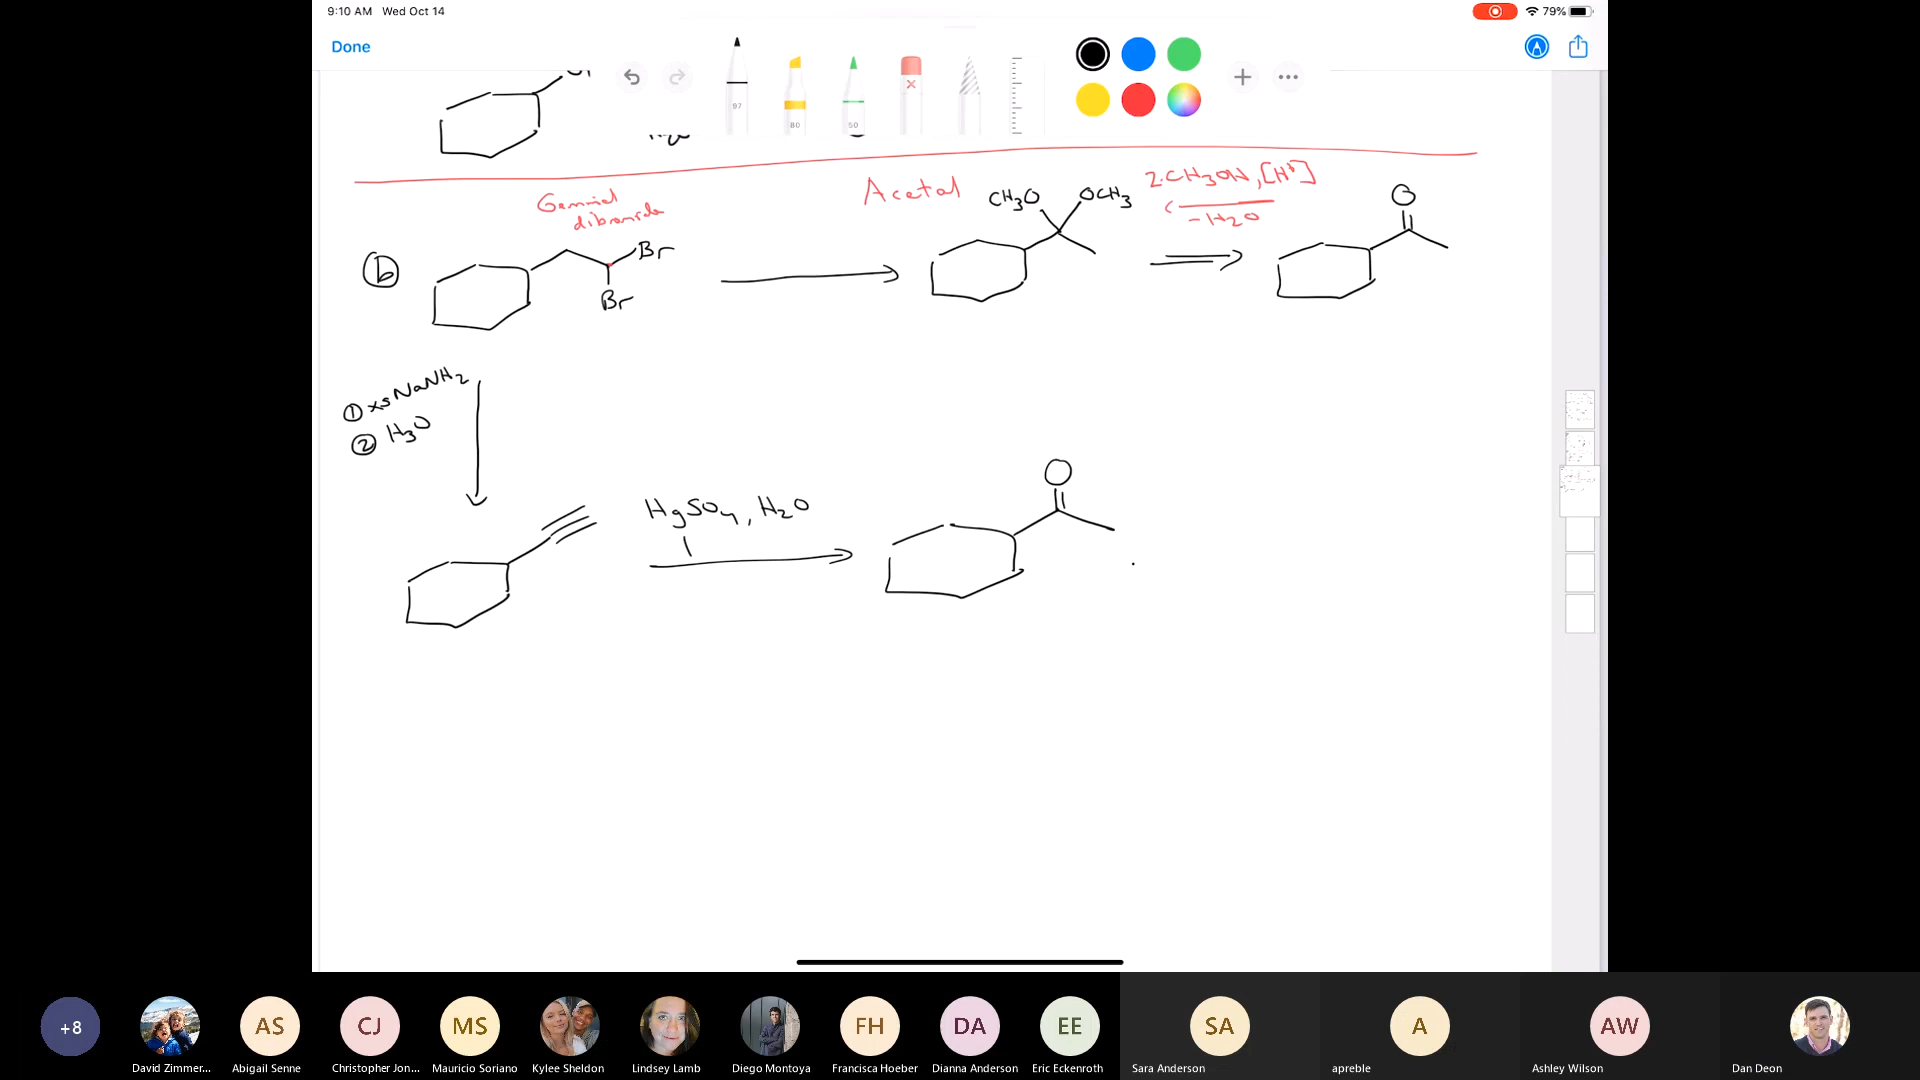 9:10 AM Wed Oct 14
79%
Done
97
80
50
Geminal
dibromide
Acetal
CH3O
OCH3
2. CH3OH, [H+]
- H2O
O
b
Br
Br
① xs NaNH2
② H3O
HgSO4, H2O
O
+8
AS
CJ
MS
FH
DA
EE
SA
A
AW
David Zimmer...
Abigail Senne
Christopher Jon...
Mauricio Soriano
Kylee Sheldon
Lindsey Lamb
Diego Montoya
Francisca Hoeber
Dianna Anderson
Eric Eckenroth
Sara Anderson
apreble
Ashley Wilson
Dan Deon